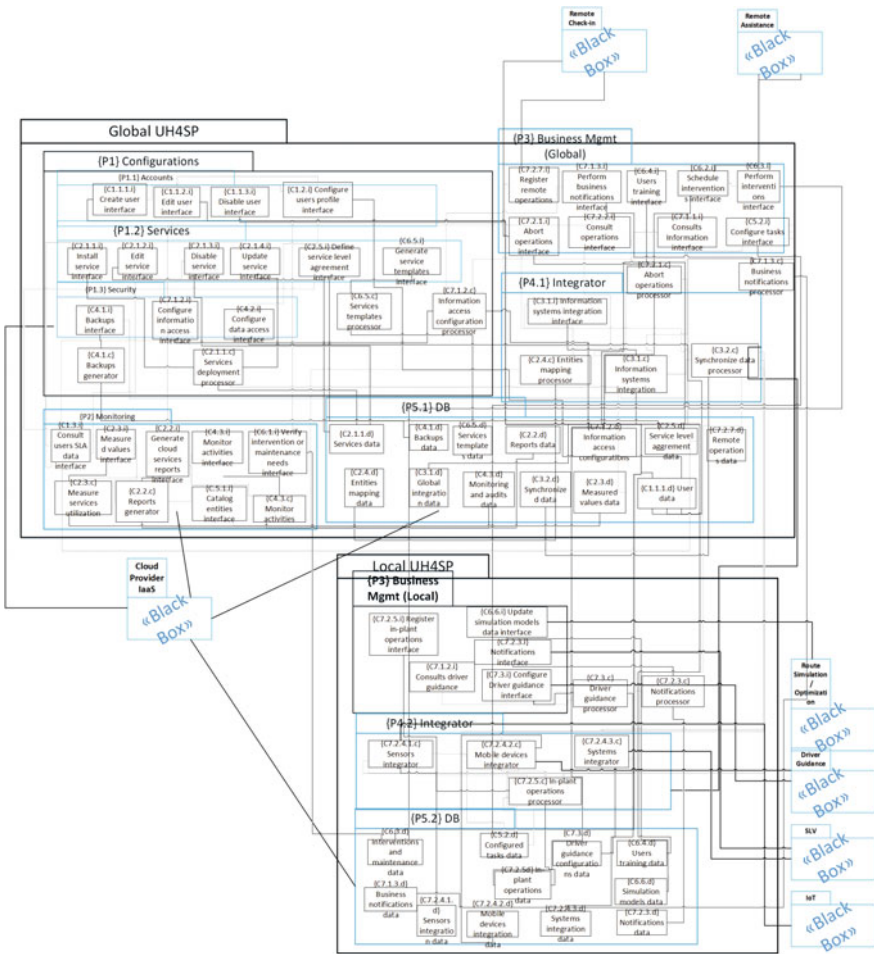 Remote
Check-in
«Black
Box»
Remote
Assistance
«Black
Box»
Global UH4SP
{P1} Configurations
{P1.1} Accounts
{C1.1.1.i}
Create user
interface
{C1.1.2.i}
Edit user
interface
{C1.1.3.i}
Disable user
interface
{C1.2.i} Configure
users profile
interface
{P1.2} Services
{C2.1.1.i}
Install
service
interface
{C2.1.2.i}
Edit
service
interface
{C2.1.3.i}
Disable
service
interface
{C2.1.4.i}
Update
service
interface
{C2.5.i} Define
service level
agreement
interface
{C6.5.i}
Generate
service
templates
interface
{P1.3} Security
{C4.1.i}
Backups
interface
{C7.1.2.i}
Configure
informatio
n access
interface
{C4.2.i}
Configure
data access
interface
{C6.5.c}
Services
templates
processor
{C7.1.2.c}
Information
access
configuration
processor
{C4.1.c}
Backups
generator
{C2.1.1.c}
Services
deployment
processor
{P3} Business Mgmt
(Global)
{C7.2.7.i}
Register
remote
operations
{C7.1.3.i}
Perform
business
notifications
interface
{C6.4.i}
Users
training
interface
{C6.2.i}
Schedule
intervention
s interface
{C6.3.i}
Perform
interventi
ons
interface
{C7.2.1.i}
Abort
operations
interface
{C7.2.2.i}
Consult
operations
interface
{C7.1.1.i}
Consults
Information
interface
{C5.2.i}
Configure tasks
interface
{C7.2.1.c}
Abort
operations
processor
{C7.1.3.c}
Business
notifications
processor
{P4.1} Integrator
{C3.1.i} Information
systems integration
interface
{C2.4.c} Entities
mapping
processor
{C3.1.c}
Information
systems
integration
{C3.2.c}
Synchronize data
processor
{P2} Monitoring
{C1.3.i}
Consult
users SLA
data
interface
{C2.3.i}
Measure
d values
interface
{C2.2.i}
Generate
cloud
services
reports
interface
{C4.3.i}
Monitor
activities
interface
{C6.1.i} Verify
intervention or
maintenance
needs
interface
{C2.3.c}
Measure
services
utilization
{C2.2.c}
Reports
generator
{C5.1.i}
Catalog
entities
interface
{C4.3.c}
Monitor
activities
{P5.1} DB
{C2.1.1.d}
Services data
{C4.1.d}
Backups
data
{C6.5.d}
Services
templates
data
{C2.2.d}
Reports data
{C7.1.2.d}
Information
access
configurations
{C2.5.d}
Service level
aggrement
data
{C7.2.7.d}
Remote
operation
s data
{C2.4.d}
Entities
mapping data
{C3.1.d}
Global
integratio
n data
{C4.3.d}
Monitoring
and audits
data
{C3.2.d}
Synchronize
d data
{C2.3.d}
Measured
values data
{C1.1.1.d} User
data
Cloud
Provider
IaaS
«Black
Box»
Local UH4SP
{P3} Business
Mgmt (Local)
{C7.2.5.i} Register
in-plant
operations
interface
{C6.6.i} Update
simulation models
data interface
{C7.2.3.i}
Notifications
interface
{C7.1.2.i}
Consults driver
guidance
{C7.3.i} Configure
Driver guidance
interface
{C7.3.c}
Driver
guidance
processor
{C7.2.3.c}
Notifications
processor
{P4.2} Integrator
{C7.2.4.1.c}
Sensors
integrator
{C7.2.4.2.c}
Mobile devices
integrator
{C7.2.4.3.c}
Systems
integrator
{C7.2.5.c} In-plant
operations
processor
{P5.2} DB
{C6.3.d}
Interventions
and
maintenance
data
{C5.2.d}
Configured
tasks data
{C7.3.d}
Driver
guidance
configuratio
ns data
{C6.4.d}
Users
training data
{C7.2.5d} In-
plant
operations
data
{C6.6.d}
Simulation
models data
{C7.1.3.d}
Business
notifications
data
{C7.2.4.1.
d} Sensors
integratio
n data
{C7.2.4.2.d}
Mobile
devices
integration
data
{C7.2.4.3.d}
Systems
integration
data
{C7.2.3.d}
Notifications
data
Route
Simulation
/
Optimizati
on
«Black
Box»
Driver
Guidance
«Black
Box»
SLV
«Black
Box»
IoT
«Black
Box»